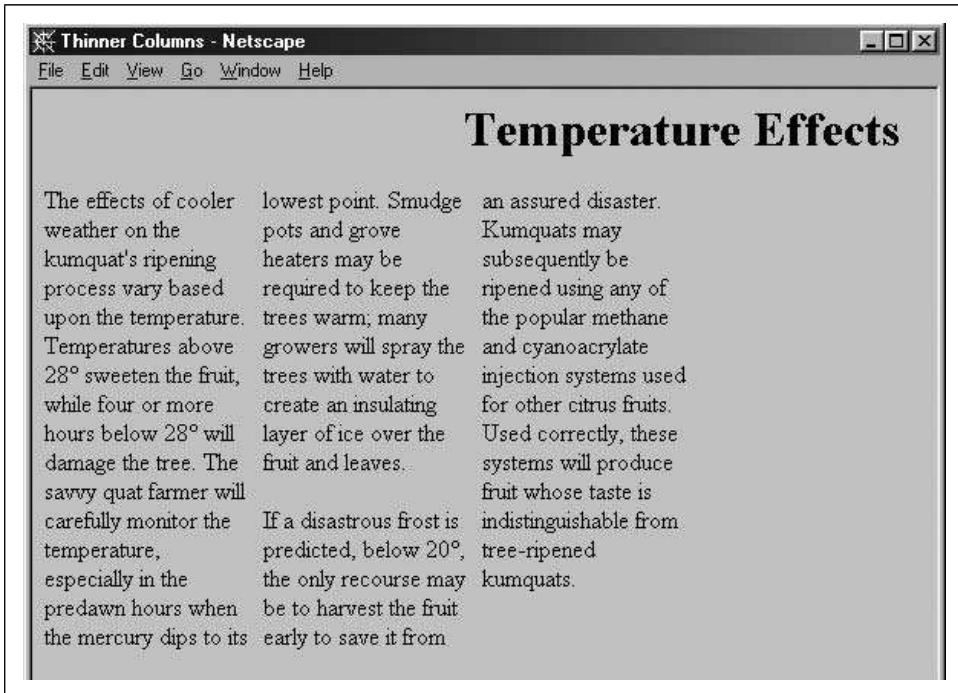 Thinner Columns - Netscape
File Edit View Go Window Help
Temperature Effects
The effects of cooler
weather on the
kumquat's ripening
process vary based
upon the temperature.
Temperatures above
28° sweeten the fruit,
while four or more
hours below 28° will
damage the tree. The
savvy quat farmer will
carefully monitor the
temperature,
especially in the
predawn hours when
the mercury dips to its
lowest point. Smudge
pots and grove
heaters may be
required to keep the
trees warm; many
growers will spray the
trees with water to
create an insulating
layer of ice over the
fruit and leaves.
If a disastrous frost is
predicted, below 20°,
the only recourse may
be to harvest the fruit
early to save it from
an assured disaster.
Kumquats may
subsequently be
ripened using any of
the popular methane
and cyanoacrylate
injection systems used
for other citrus fruits.
Used correctly, these
systems will produce
fruit whose taste is
indistinguishable from
tree-ripened
kumquats.